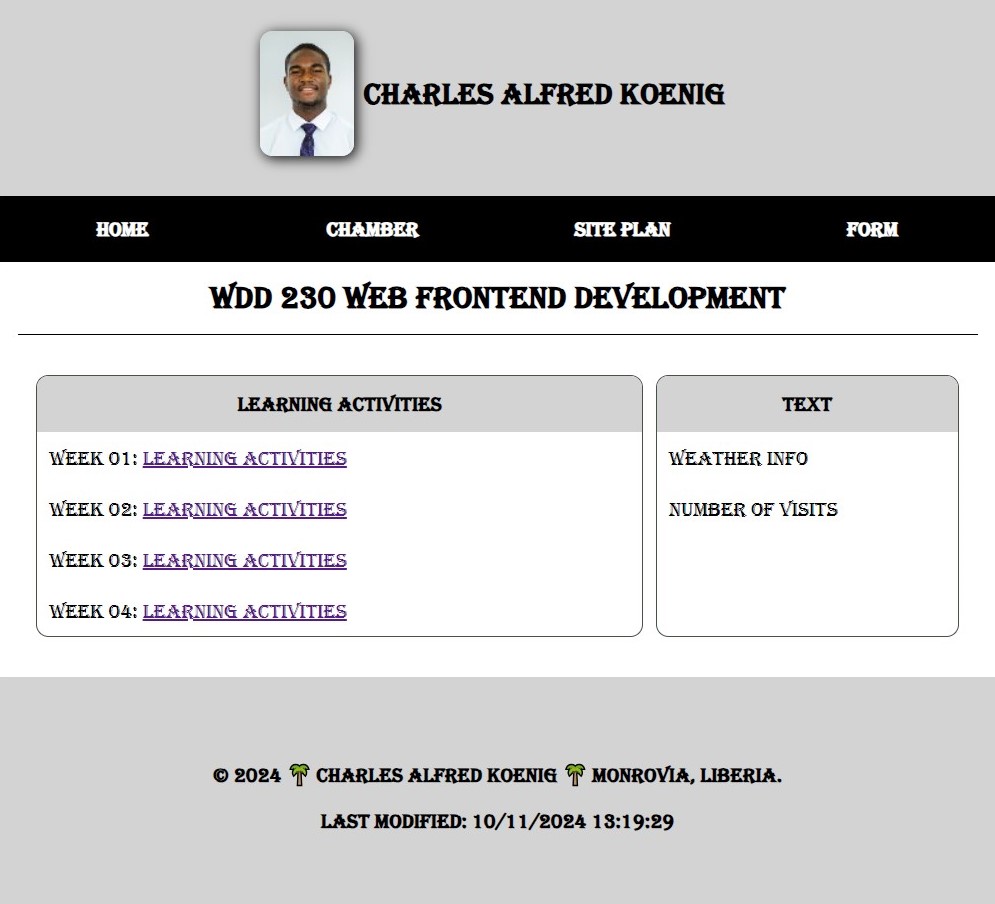 CHARLES ALFRED KOENIG
HOME CHAMBER SITE PLAN FORM
WDD 230 WEB FRONTEND DEVELOPMENT
LEARNING ACTIVITIES
WEEK 01: LEARNING ACTIVITIES
WEEK 02: LEARNING ACTIVITIES
WEEK 03: LEARNING ACTIVITIES
WEEK 04: LEARNING ACTIVITIES
TEXT
WEATHER INFO
NUMBER OF VISITS
© 2024 🌴 CHARLES ALFRED KOENIG 🌴 MONROVIA, LIBERIA.
LAST MODIFIED: 10/11/2024 13:19:29